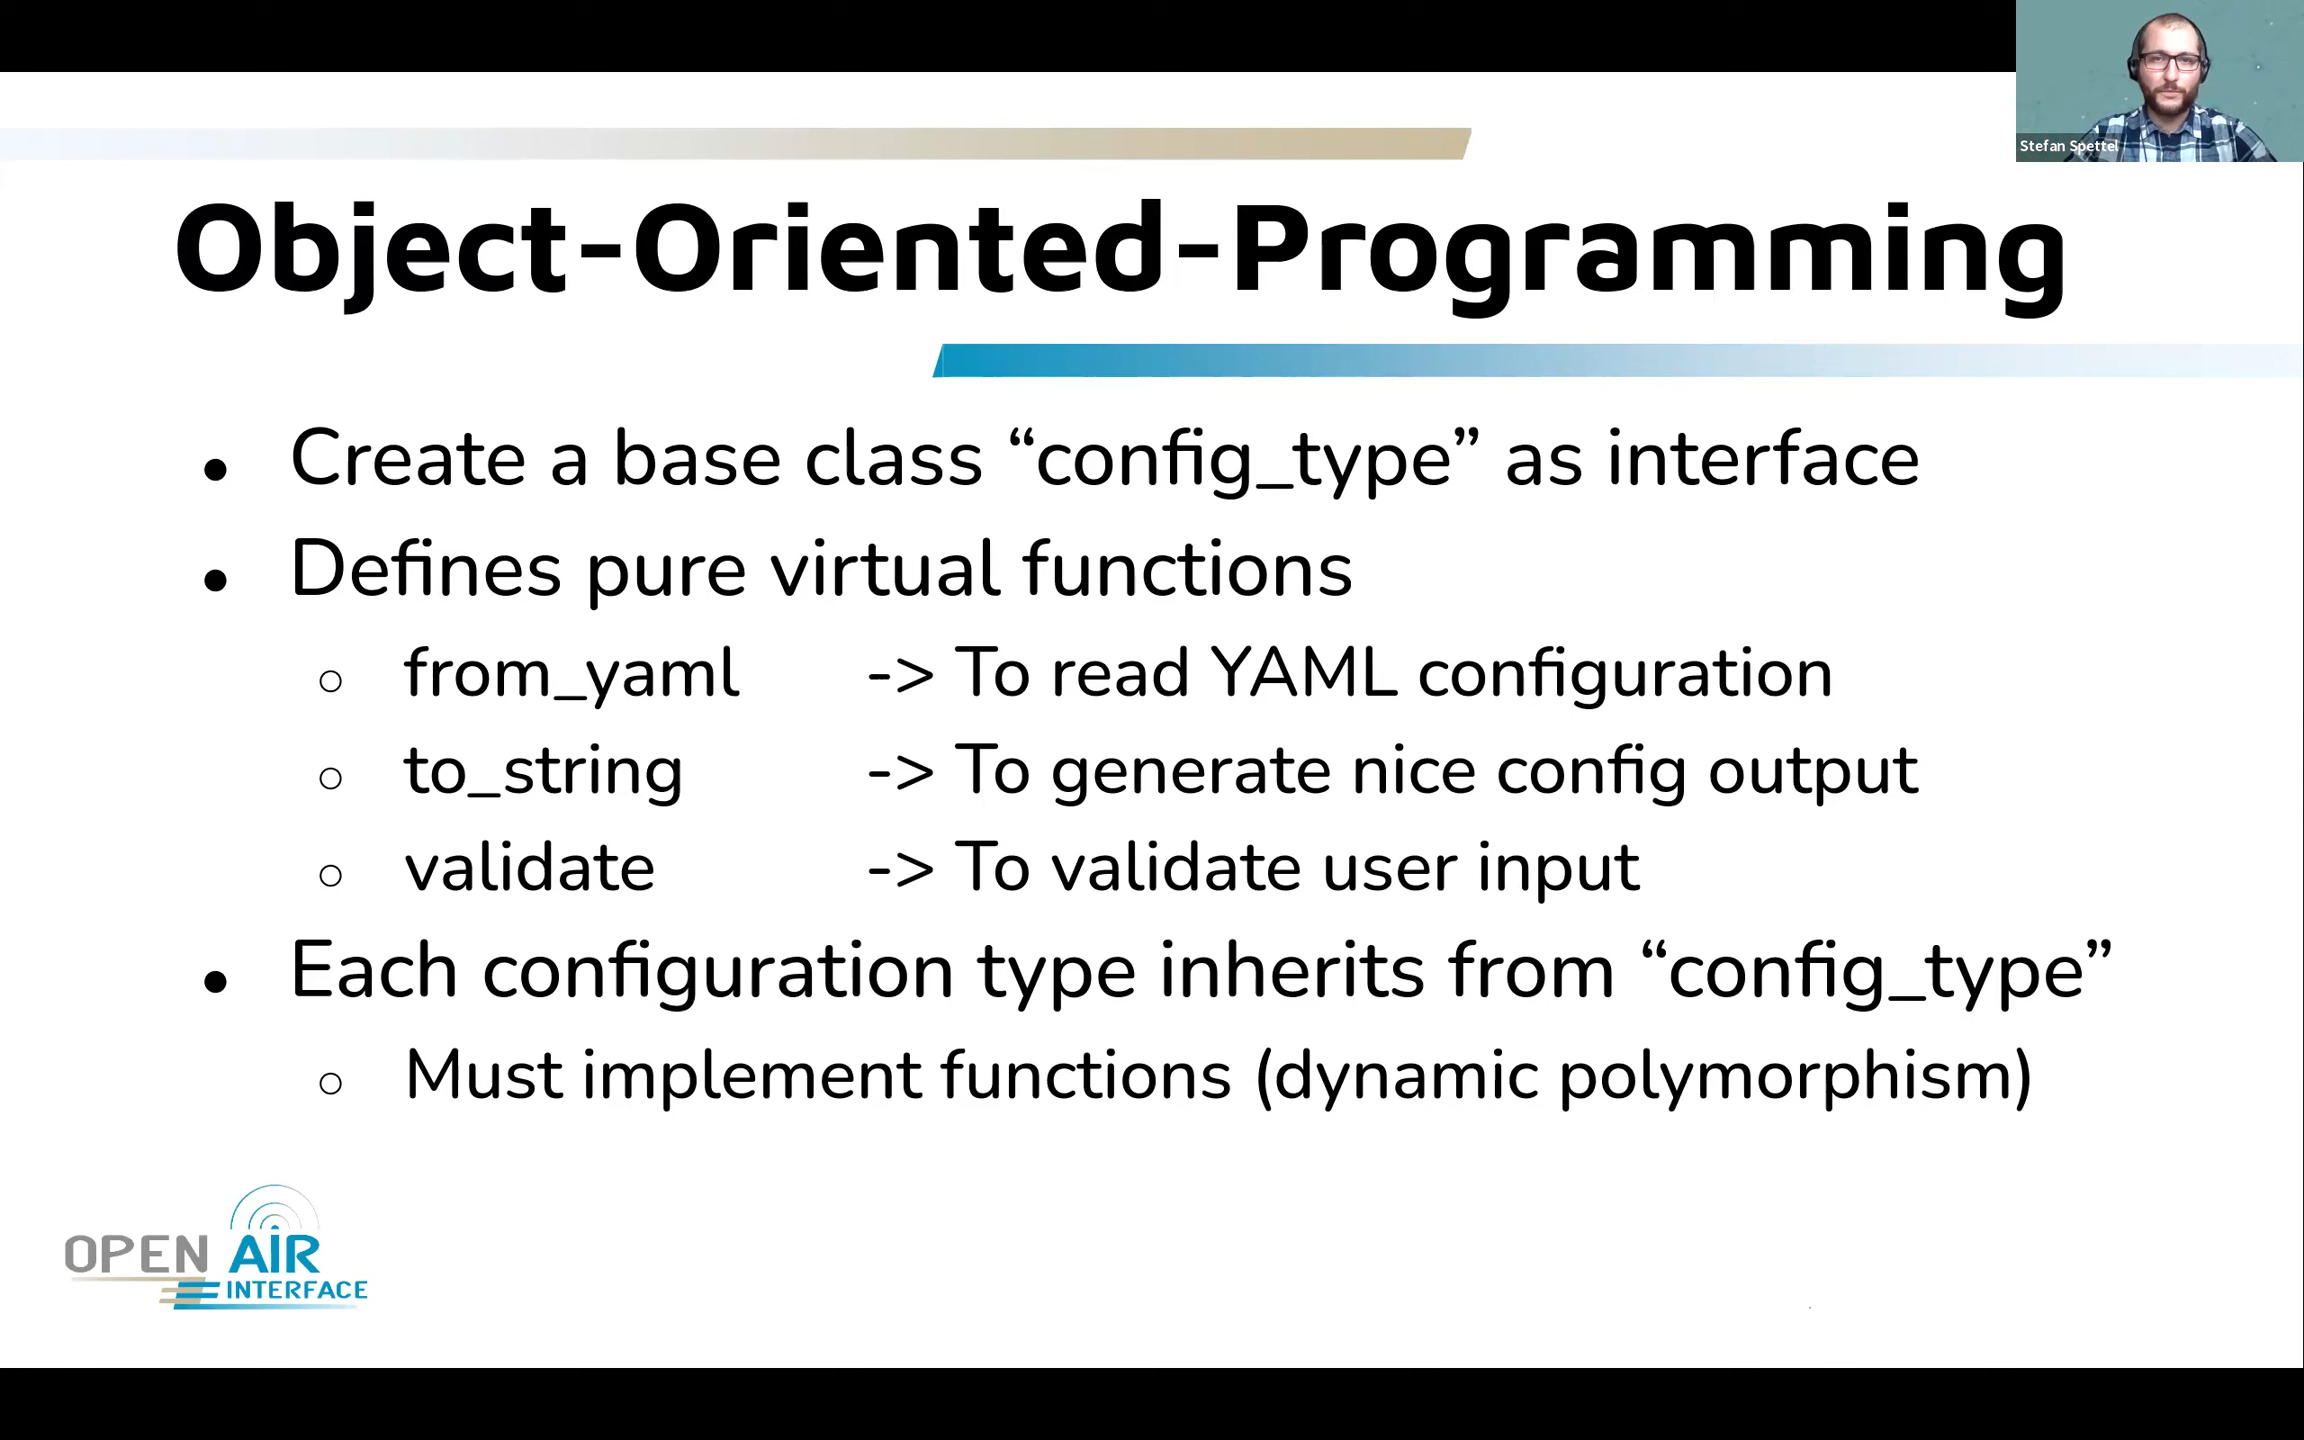 Stefan Spettel
Object-Oriented-Programming
• Create a base class “config_type” as interface
• Defines pure virtual functions
○ from_yaml -> To read YAML configuration
○ to_string -> To generate nice config output
○ validate -> To validate user input
• Each configuration type inherits from “config_type”
○ Must implement functions (dynamic polymorphism)
OPEN AIR
INTERFACE